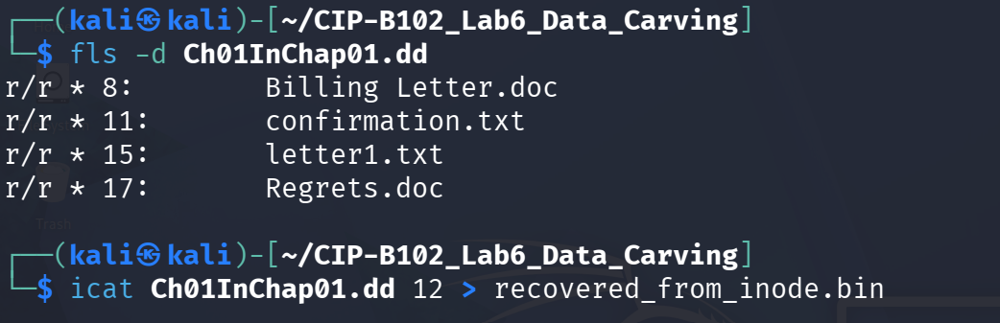 ┌──(kali㉿kali)-[~/CIP-B102_Lab6_Data_Carving]
└─$ fls -d Ch01InChap01.dd
r/r * 8:        Billing Letter.doc
r/r * 11:       confirmation.txt
r/r * 15:       letter1.txt
r/r * 17:       Regrets.doc
Trash
┌──(kali㉿kali)-[~/CIP-B102_Lab6_Data_Carving]
└─$ icat Ch01InChap01.dd 12 > recovered_from_inode.bin